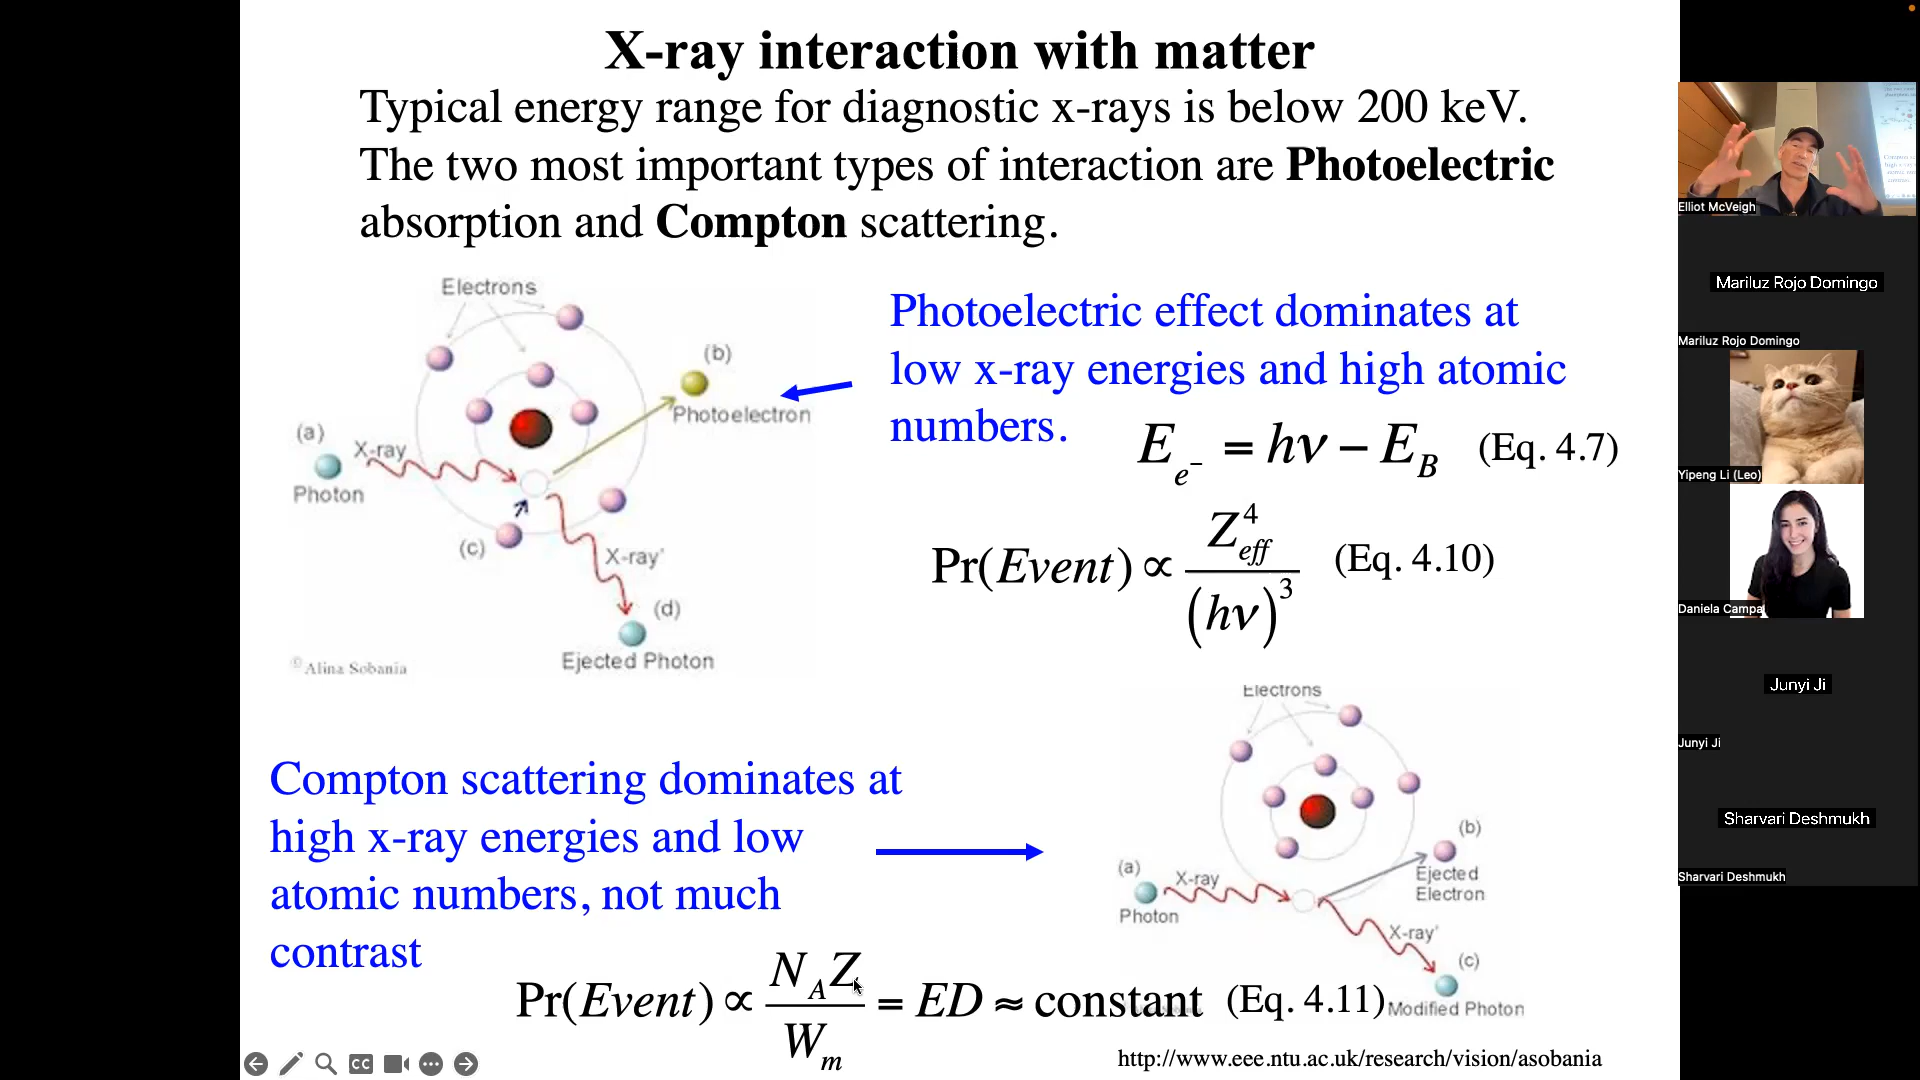 X-ray interaction with matter
Typical energy range for diagnostic x-rays is below 200 keV.
The two most important types of interaction are Photoelectric
absorption and Compton scattering.
Electrons
(a)
X-ray
Photon
(b)
Photoelectron
(c)
X-ray'
(d)
Ejected Photon
© Alina Sobania
Photoelectric effect dominates at
low x-ray energies and high atomic
numbers.
E_{e^-} = hν − E_B (Eq. 4.7)
Pr(Event) ∝ Z_{eff}^4 / (hν)^3 (Eq. 4.10)
Compton scattering dominates at
high x-ray energies and low
atomic numbers, not much
contrast
Electrons
(a)
X-ray
Photon
(b)
Ejected
Electron
X-ray'
(c)
Modified Photon
Pr(Event) ∝ N_A Z / W_m = ED ≈ constant (Eq. 4.11)
http://www.eee.ntu.ac.uk/research/vision/asobania
CC
Elliot McVeigh
Mariluz Rojo Domingo
Mariluz Rojo Domingo
Yipeng Li (Leo)
Daniela Campa
Junyi Ji
Junyi Ji
Sharvari Deshmukh
Sharvari Deshmukh